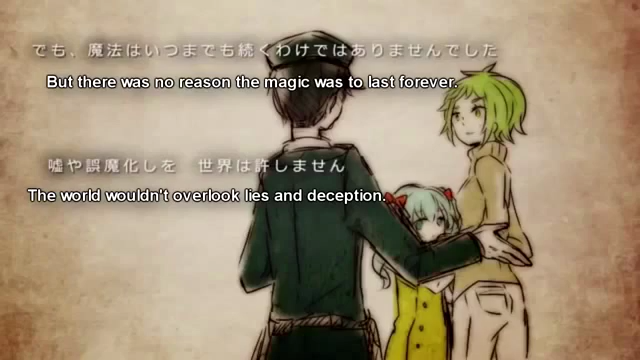 でも、魔法はいつまでも続くわけではありませんでした
But there was no reason the magic was to last forever.
嘘や誤魔化しを　世界は許しません
The world wouldn't overlook lies and deception.